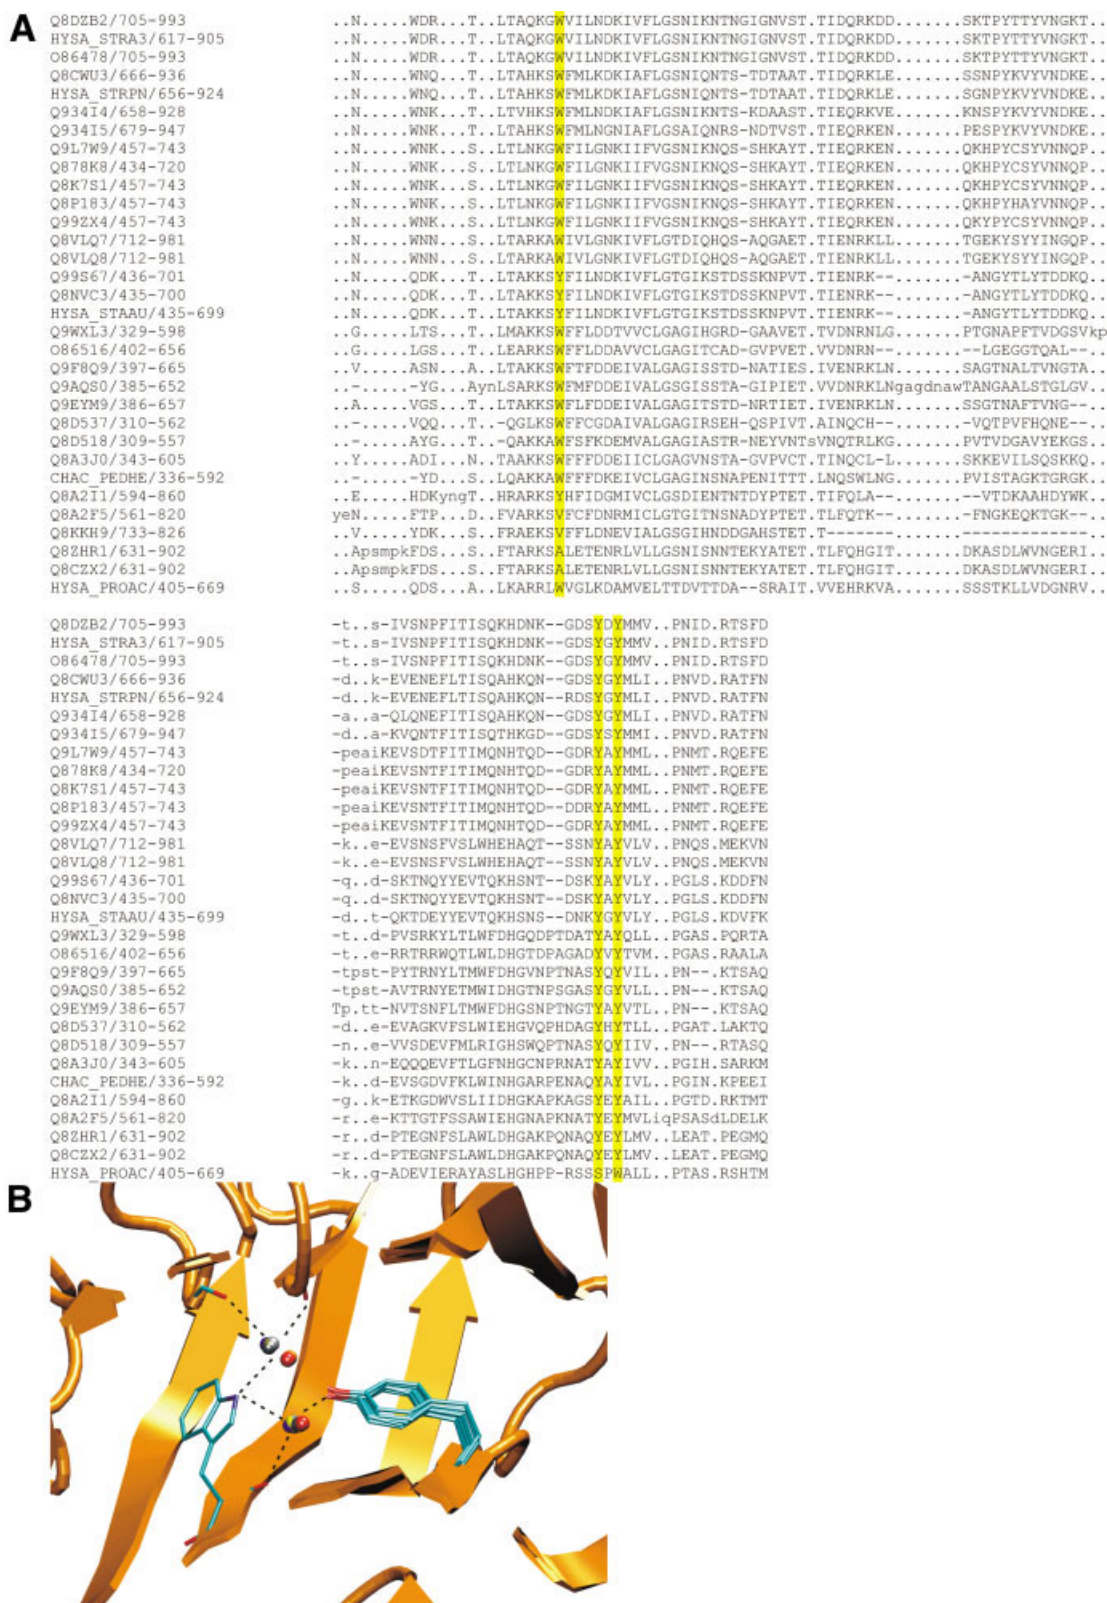 A
Q8DZB2/705-993 ..N.....WDR...T..LTAQKGWVILNDKIVFLGSNIKNTNGIGNVST.TIDQRKDD........SKTPYTTYVNGKT..
HYSA_STRA3/617-905 ..N.....WDR...T..LTAQKGWVILNDKIVFLGSNIKNTNGIGNVST.TIDQRKDD........SKTPYTTYVNGKT..
O86478/705-993 ..N.....WDR...T..LTAQKGWVILNDKIVFLGSNIKNTNGIGNVST.TIDQRKDD........SKTPYTTYVNGKT..
Q8CWU3/666-936 ..N.....WNQ...T..LTAHKSWFMLKDKIAFLGSNIQNTS-TDTAAT.TIDQRKLE........SSNPYKVYVNDKE..
HYSA_STRPN/656-924 ..N.....WNQ...T..LTAHKSWFMLKDKIAFLGSNIQNTS-TDTAAT.TIDQRKLE........SGNPYKVYVNDKE..
Q934I4/658-928 ..N.....WNK...T..LTVHKSWFMLKDKIAFLGSNIKNTS-KDAAST.TIDQRKVE........KNSPYKVYVNDKE..
Q934I5/679-947 ..N.....WNK...T..LTAHKSWFMLNGNIAFLGSAIQNRS-NDTVST.TIDQRKEN........PESPYKVYVNDKE..
Q9L7W9/457-743 ..N.....WNK...S..LTLNKGWFILGNKIIFVGSNIKNQS-SHKAYT.TIEQRKEN........QKHPYCSYVNNQP..
Q878K8/434-720 ..N.....WNK...S..LTLNKGWFILGNKIIFVGSNIKNQS-SHKAYT.TIEQRKEN........QKHPYCSYVNNQP..
Q8K7S1/457-743 ..N.....WNK...S..LTLNKGWFILGNKIIFVGSNIKNQS-SHKAYT.TIEQRKEN........QKHPYCSYVNNQP..
Q8P183/457-743 ..N.....WNK...S..LTLNKGWFILGNKIIFVGSNIKNQS-SHKAYT.TIEQRKEN........QKHPYHAYVNNQP..
Q99ZX4/457-743 ..N.....WNK...S..LTLNKGWFILGNKIIFVGSNIKNQS-SHKAYT.TIEQRKEN........QKYPYCSYVNNQP..
Q8VLQ7/712-981 ..N.....WNN...S..LTARKAWIVLGNKIVFLGTDIQHQS-AQGAET.TIENRKLL........TGEKYSYYINGQP..
Q8VLQ8/712-981 ..N.....WNN...S..LTARKAWIVLGNKIVFLGTDIQHQS-AQGAET.TIENRKLL........TGEKYSYYINGQP..
Q99S67/436-701 ..N.....QDK...T..LTAKKSYFILNDKIVFLGTGIKSTDSSKNPVT.TIENRK--........-ANGYTLYTDDKQ..
Q8NVC3/435-700 ..N.....QDK...T..LTAKKSYFILNDKIVFLGTGIKSTDSSKNPVT.TIENRK--........-ANGYTLYTDDKQ..
HYSA_STAAU/435-699 ..N.....QDK...T..LTAKKSYFILNDKIVFLGTGIKSTDSSKNPVT.TIENRK--........-ANGYTLYTDDKQ..
Q9WXL3/329-598 ..G.....LTS...T..LMAKKSWFFLDDTVVCLGAGIHGRD-GAAVET.TVDNRNLG........PTGNAPFTVDGSVkp
O86516/402-656 ..G.....LGS...T..LEARKSWFFLDDAVVCLGAGITCAD-GVPVET.VVDNRN--........--LGEGGTQAL--..
Q9F8Q9/397-665 ..V.....ASN...A..LTARKSWFTFDDEIVALGAGISSTD-SATIES.IVENRKLN........SAGTNALTVNGTA..
Q9AQS0/385-652 ..-.....-YG...AynLSARKSWFMFDDEIVALGSGISSTA-GIPIET.VVDNRKLNgagdnawTANGAALSTGLGV..
Q9EYM9/386-657 ..A.....VGS...T..LTAKKSWFLFDDEIVALGAGITSTD-NRTIET.IVENRKLN........SSGTNAFTVNG--..
Q8D537/310-562 ..-.....VQQ...T..-QGLKSWFFCGDAIVCLGAGIRSEH-QSPIVT.AINQCH--........-VQTPVFHQNE--..
Q8D518/309-557 ..-.....AYG...T..-QAKKAWFSFKDEMVALGAGIASTR-NEYVNTsVNQTRLKG........PVTVDGAVYEKGS..
Q8A3J0/343-605 ..Y.....ADI...N..TAAKKSWFFFDDEIICLGAGVNSTA-GVPVCT.TINQCL-L........SKKEVILSQSKKQ..
CHAC_PEDHE/336-592 ..-.....-YD...S..LQAKKAWFFFDDEIVCLGAGINSNAPENITTT.LNQSWLNG........PVISTAGKTGRGK..
Q8A2I1/594-860 ..E.....HDKyngT..HRARKSYHFIDGMIVCLGSDIENTNTDYPTET.TIFQLA--........-VTDKAAHDYWK..
Q8A2F5/561-820 yeN.....FTP...D..FVARKSVFCFDNRMICLGTGITNSNADYPTET.TLFQTK--........-FNGKEQKTGK--..
Q8KKH9/733-826 ..V.....YDK...S..FRAEKSVFFLDNEVIVLGSGIHNDDGAHSTET.T--------........-------------..
Q8ZHR1/631-902 ..ApsmpkFDS...S..FTARKSALETENRLVLLGSNISNNTEKYATET.TLFQHGIT........DKASDLWVNGERI..
Q8CZX2/631-902 ..ApsmpkFDS...S..FTARKSALETENRLVLLGSNISNNTEKYATET.TLFQHGIT........DKASDLWVNGERI..
HYSA_PROAC/405-669 ..S.....QDS...A..LKARRLWVGLKDAMVELTTDVTTDA--SRAIT.VVEHRKVA........SSSTKLLVDGNRV..
Q8DZB2/705-993 -t..s-IVSNPFITISQKHDNK--GDSYDYMMV..PNID.RTSFD
HYSA_STRA3/617-905 -t..s-IVSNPFITISQKHDNK--GDSYGYMMV..PNID.RTSFD
O86478/705-993 -t..s-IVSNPFITISQKHDNK--GDSYGYMMV..PNID.RTSFD
Q8CWU3/666-936 -d..k-EVENEFLTISQAHKQN--GDSYGYMLI..PNVD.RATFN
HYSA_STRPN/656-924 -d..k-EVENEFLTISQAHKQN--RDSYGYMLI..PNVD.RATFN
Q934I4/658-928 -a..a-QLQNEFITISQAHKQN--GDSYGYMLI..PNVD.RATFN
Q934I5/679-947 -d..a-KVQNTFITISQTHKGD--GDSYSYMLI..PNVD.RATFN
Q9L7W9/457-743 -peaiKEVSDTFITIMQNHTQD--GDRYAYMML..PNMT.RQEFE
Q878K8/434-720 -peaiKEVSNTFITIMQNHTQD--GDRYAYMML..PNMT.RQEFE
Q8K7S1/457-743 -peaiKEVSNTFITIMQNHTQD--GDRYAYMML..PNMT.RQEFE
Q8P183/457-743 -peaiKEVSNTFITIMQNHTQD--DDRYAYMML..PNMT.RQEFE
Q99ZX4/457-743 -peaiKEVSNTFITIMQNHTQD--GDRYAYMML..PNMT.RQEFE
Q8VLQ7/712-981 -k..e-EVSNSFVSLWHEHAQT--SSNYAYVLV..PNQS.MEKVN
Q8VLQ8/712-981 -k..e-EVSNSFVSLWHEHAQT--SSNYAYVLV..PNQS.MEKVN
Q99S67/436-701 -q..d-SKTNQYYEVTQKHSNT--DSKYAYVLY..PGLS.KDDFN
Q8NVC3/435-700 -q..d-SKTNQYYEVTQKHSNT--DSKYAYVLY..PGLS.KDDFN
HYSA_STAAU/435-699 -d..t-QKTDEYYEVTQKHSNS--DNKYGYVLY..PGLS.KDVFK
Q9WXL3/329-598 -t..d-PVSRKYLTLWFDHGQDPTDATYAYQLL..PGAS.PQRTA
O86516/402-656 -t..e-RRTRRWQTLWLDHGTDPAGADYVYTVM..PGAS.RAALA
Q9F8Q9/397-665 -tpst-PYTRNYLTMWFDHGVNPTNASYQYVIL..PN--.KTSAQ
Q9AQS0/385-652 -tpst-AVTRNYETMWIDHGTNPSGASYGYVLL..PN--.KTSAQ
Q9EYM9/386-657 Tp.tt-NVTSNFLTMWFDHGSNPTNGTYAYVTL..PN--.KTSAQ
Q8D537/310-562 -d..e-EVAGKVFSLWIEHGVQPHDAGYHYTLL..PGAT.LAKTQ
Q8D518/309-557 -n..e-VVSDEVFMLRIGHSWQPTNASYQYIIV..PN--.RTASQ
Q8A3J0/343-605 -k..n-EQQQEVFTLGFNHGCNPRNATYAYIVV..PGIH.SARKM
CHAC_PEDHE/336-592 -k..d-EVSGDVFKLWINHGARPENAQYAYIVL..PGIN.KPEEI
Q8A2I1/594-860 -g..k-ETKGDWVSLIIDHGKAPKAGSYEYAIL..PGTD.RKTMT
Q8A2F5/561-820 -r..e-KTTGTFSSAWIEHGNAPKNATYEYMVLiqPSASdLDELK
Q8ZHR1/631-902 -r..d-PTEGNFSLAWLDHGAKPQNAQYEYLMV..LEAT.PEGMQ
Q8CZX2/631-902 -r..d-PTEGNFSLAWLDHGAKPQNAQYEYLMV..LEAT.PEGMQ
HYSA_PROAC/405-669 -k..g-ADEVIERAYASLHGHPP-RSSSPWALL..PTAS.RSHTM
B